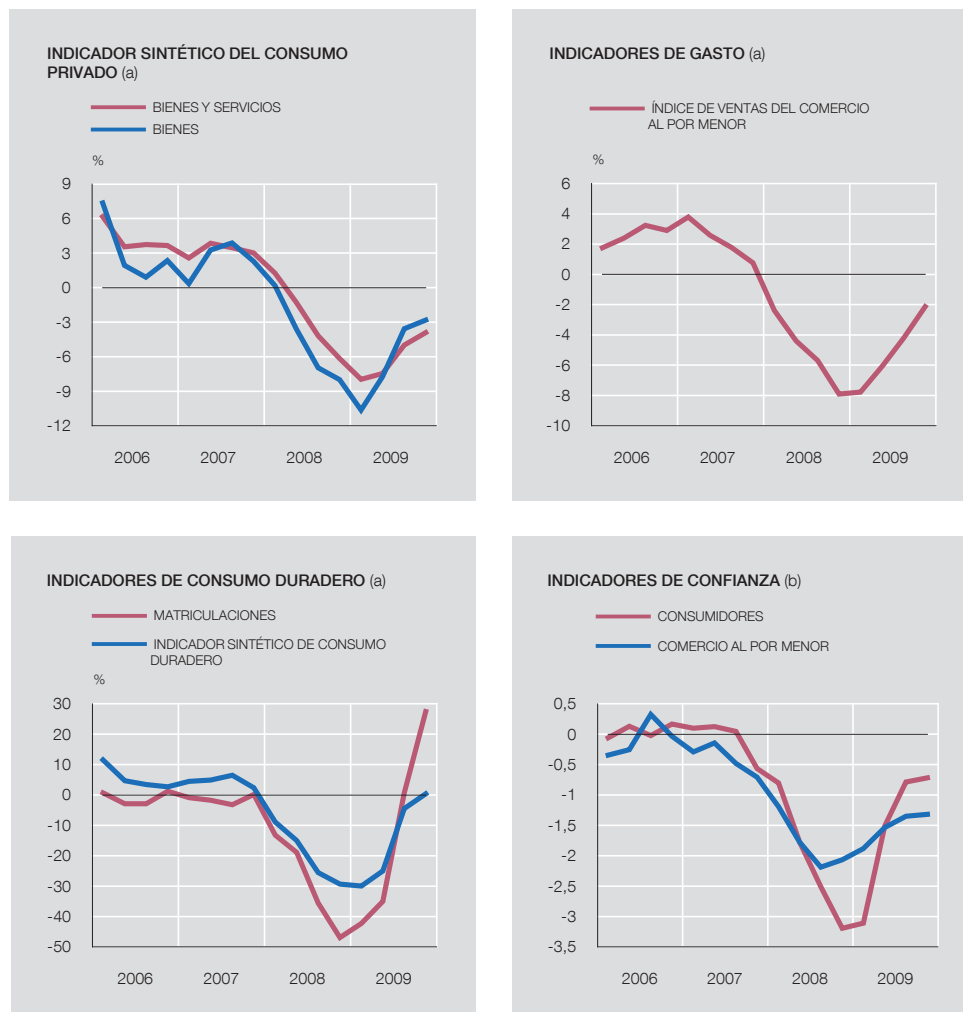 INDICADOR SINTÉTICO DEL CONSUMO
PRIVADO (a)
BIENES Y SERVICIOS
BIENES
%
9
6
3
0
-3
-6
-9
-12
2006 2007 2008 2009
INDICADORES DE GASTO (a)
ÍNDICE DE VENTAS DEL COMERCIO
AL POR MENOR
%
6
4
2
0
-2
-4
-6
-8
-10
2006 2007 2008 2009
INDICADORES DE CONSUMO DURADERO (a)
MATRICULACIONES
INDICADOR SINTÉTICO DE CONSUMO
DURADERO
%
30
20
10
0
-10
-20
-30
-40
-50
2006 2007 2008 2009
INDICADORES DE CONFIANZA (b)
CONSUMIDORES
COMERCIO AL POR MENOR
0,5
0
-0,5
-1
-1,5
-2
-2,5
-3
-3,5
2006 2007 2008 2009